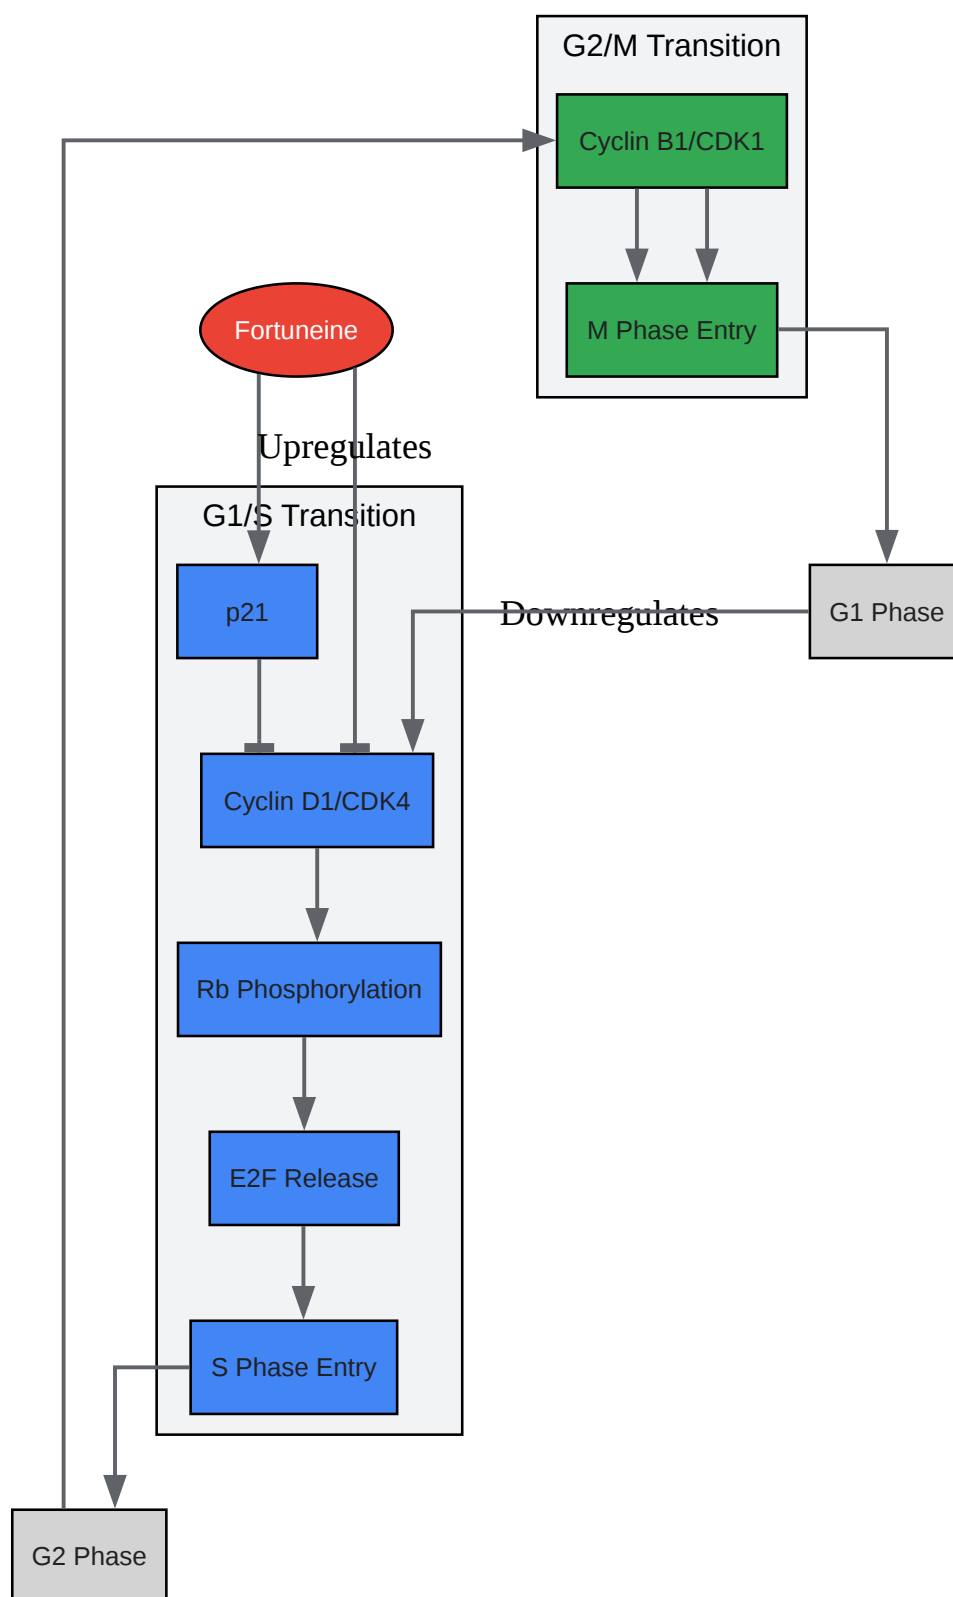 G2/M Transition
Cyclin B1/CDK1
Fortuneine
M Phase Entry
Upregulates
G1/S Transition
p21
Downregulates
G1 Phase
Cyclin D1/CDK4
Rb Phosphorylation
E2F Release
S Phase Entry
G2 Phase